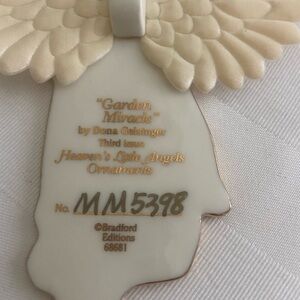 "Garden
Miracle"
by Dona Gelsinger
Third Issue
Heaven's Little Angels
Ornaments
No. MM5398
©Bradford
Editions
68681